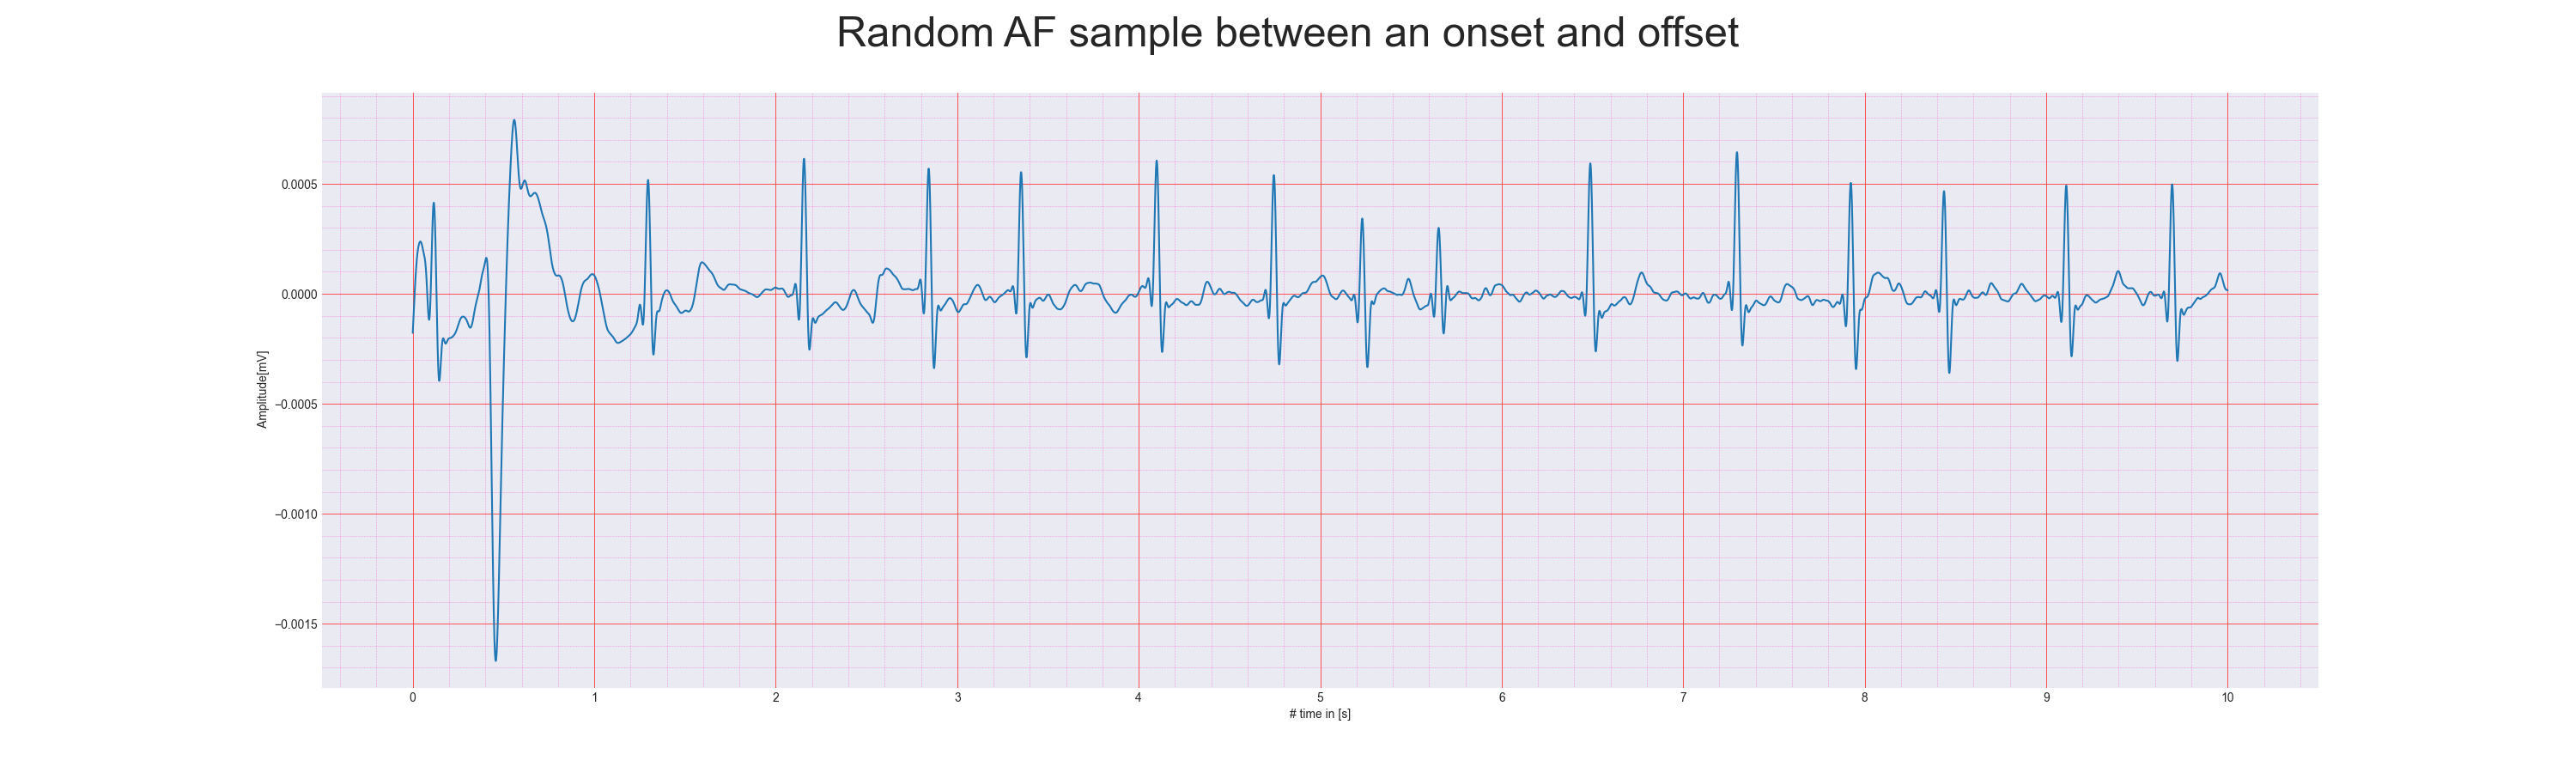 Random AF sample between an onset and offset
Amplitude[mV]
0.0005
0.0000
−0.0005
−0.0010
−0.0015
0 1 2 3 4 5 6 7 8 9 10
# time in [s]